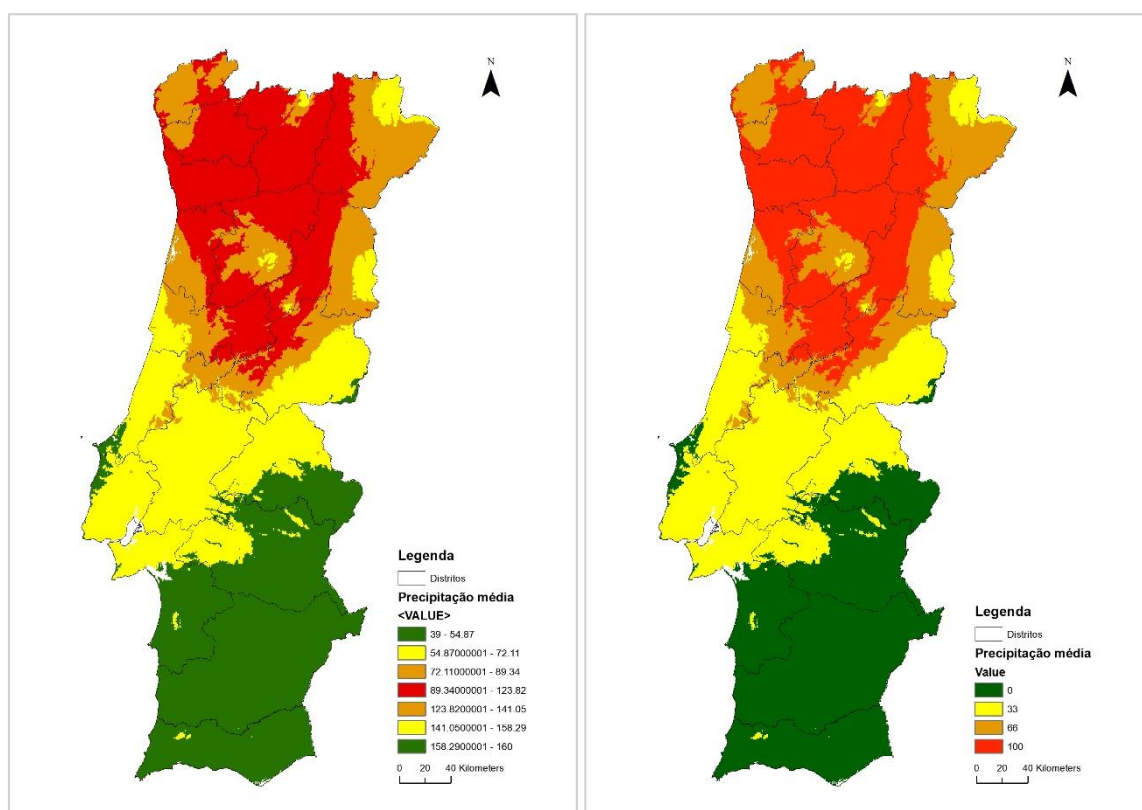 N
Legenda
Distritos
Precipitação média
<VALUE>
39 - 54.87
54.87000001 - 72.11
72.11000001 - 89.34
89.34000001 - 123.82
123.8200001 - 141.05
141.0500001 - 158.29
158.2900001 - 160
0 20 40 Kilometers
N
Legenda
Distritos
Precipitação média
Value
0
33
66
100
0 20 40 Kilometers